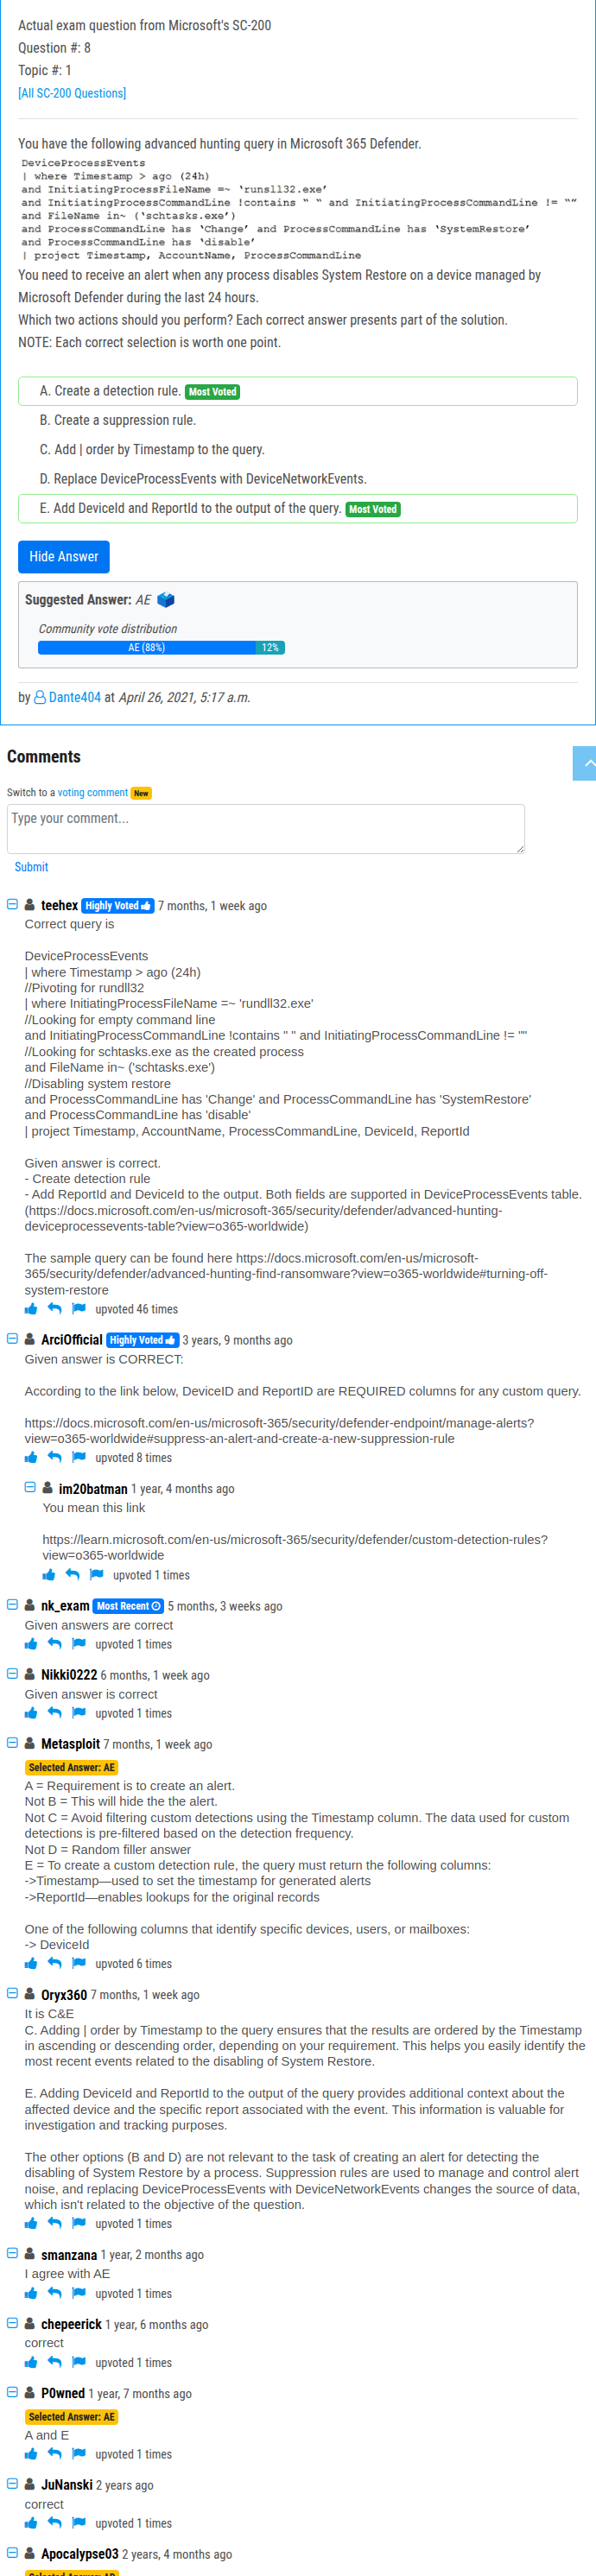 Actual exam question from Microsoft's SC-200
Question #: 8
Topic #: 1
[All SC-200 Questions]
You have the following advanced hunting query in Microsoft 365 Defender.
DeviceProcessEvents
| where Timestamp > ago (24h)
and InitiatingProcessFileName =~ ‘runsll32.exe’
and InitiatingProcessCommandLine !contains “ “ and InitiatingProcessCommandLine != “”
and FileName in~ (‘schtasks.exe’)
and ProcessCommandLine has ‘Change’ and ProcessCommandLine has ‘SystemRestore’
and ProcessCommandLine has ‘disable’
| project Timestamp, AccountName, ProcessCommandLine
You need to receive an alert when any process disables System Restore on a device managed by
Microsoft Defender during the last 24 hours.
Which two actions should you perform? Each correct answer presents part of the solution.
NOTE: Each correct selection is worth one point.
A. Create a detection rule. Most Voted
B. Create a suppression rule.
C. Add | order by Timestamp to the query.
D. Replace DeviceProcessEvents with DeviceNetworkEvents.
E. Add DeviceId and ReportId to the output of the query. Most Voted
Hide Answer
Suggested Answer: AE
Community vote distribution
AE (88%) 12%
by Dante404 at April 26, 2021, 5:17 a.m.
Comments
Switch to a voting comment New
Type your comment...
Submit
teehex Highly Voted 7 months, 1 week ago
Correct query is
DeviceProcessEvents
| where Timestamp > ago (24h)
//Pivoting for rundll32
| where InitiatingProcessFileName =~ 'rundll32.exe'
//Looking for empty command line
and InitiatingProcessCommandLine !contains " " and InitiatingProcessCommandLine != ""
//Looking for schtasks.exe as the created process
and FileName in~ ('schtasks.exe')
//Disabling system restore
and ProcessCommandLine has 'Change' and ProcessCommandLine has 'SystemRestore'
and ProcessCommandLine has 'disable'
| project Timestamp, AccountName, ProcessCommandLine, DeviceId, ReportId
Given answer is correct.
- Create detection rule
- Add ReportId and DeviceId to the output. Both fields are supported in DeviceProcessEvents table.
(https://docs.microsoft.com/en-us/microsoft-365/security/defender/advanced-hunting-
deviceprocessevents-table?view=o365-worldwide)
The sample query can be found here https://docs.microsoft.com/en-us/microsoft-
365/security/defender/advanced-hunting-find-ransomware?view=o365-worldwide#turning-off-
system-restore
upvoted 46 times
ArciOfficial Highly Voted 3 years, 9 months ago
Given answer is CORRECT:
According to the link below, DeviceID and ReportID are REQUIRED columns for any custom query.
https://docs.microsoft.com/en-us/microsoft-365/security/defender-endpoint/manage-alerts?
view=o365-worldwide#suppress-an-alert-and-create-a-new-suppression-rule
upvoted 8 times
im20batman 1 year, 4 months ago
You mean this link
https://learn.microsoft.com/en-us/microsoft-365/security/defender/custom-detection-rules?
view=o365-worldwide
upvoted 1 times
nk_exam Most Recent 5 months, 3 weeks ago
Given answers are correct
upvoted 1 times
Nikki0222 6 months, 1 week ago
Given answer is correct
upvoted 1 times
Metasploit 7 months, 1 week ago
Selected Answer: AE
A = Requirement is to create an alert.
Not B = This will hide the the alert.
Not C = Avoid filtering custom detections using the Timestamp column. The data used for custom
detections is pre-filtered based on the detection frequency.
Not D = Random filler answer
E = To create a custom detection rule, the query must return the following columns:
->Timestamp—used to set the timestamp for generated alerts
->ReportId—enables lookups for the original records
One of the following columns that identify specific devices, users, or mailboxes:
-> DeviceId
upvoted 6 times
Oryx360 7 months, 1 week ago
It is C&E
C. Adding | order by Timestamp to the query ensures that the results are ordered by the Timestamp
in ascending or descending order, depending on your requirement. This helps you easily identify the
most recent events related to the disabling of System Restore.
E. Adding DeviceId and ReportId to the output of the query provides additional context about the
affected device and the specific report associated with the event. This information is valuable for
investigation and tracking purposes.
The other options (B and D) are not relevant to the task of creating an alert for detecting the
disabling of System Restore by a process. Suppression rules are used to manage and control alert
noise, and replacing DeviceProcessEvents with DeviceNetworkEvents changes the source of data,
which isn't related to the objective of the question.
upvoted 1 times
smanzana 1 year, 2 months ago
I agree with AE
upvoted 1 times
chepeerick 1 year, 6 months ago
correct
upvoted 1 times
P0wned 1 year, 7 months ago
Selected Answer: AE
A and E
upvoted 1 times
JuNanski 2 years ago
correct
upvoted 1 times
Apocalypse03 2 years, 4 months ago